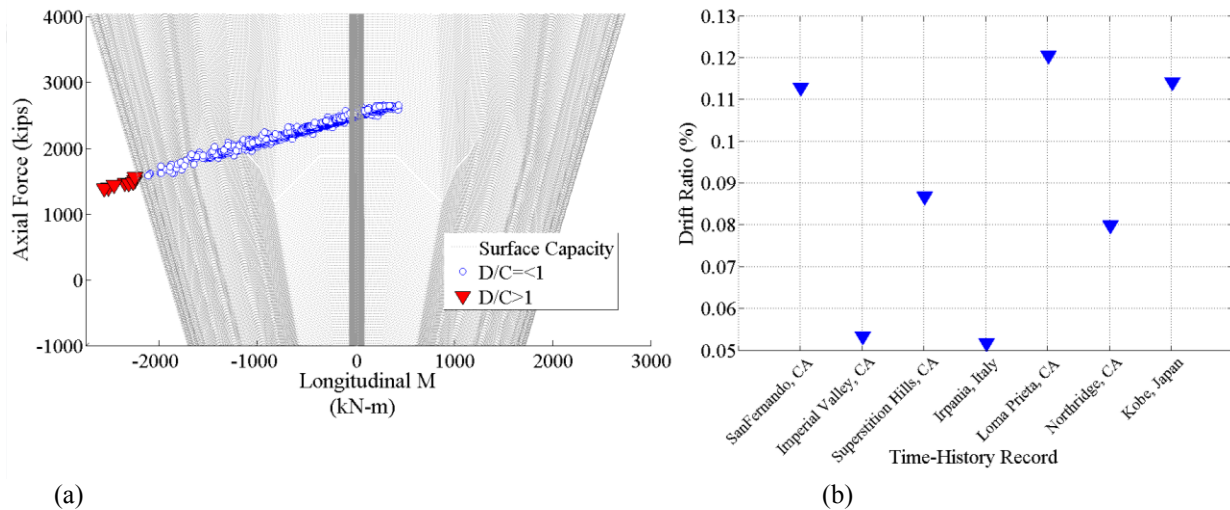 (a)
Axial Force (kips)
4000
3000
2000
1000
0
-1000
-2000
-1000
0
1000
2000
3000
Longitudinal M
(kN-m)
Surface Capacity
D/C=<1
D/C>1
(b)
Drift Ratio (%)
0.13
0.12
0.11
0.1
0.09
0.08
0.07
0.06
0.05
SanFernando, CA
Imperial Valley, CA
Superstition Hills, CA
Irpania, Italy
Loma Prieta, CA
Northridge, CA
Kobe, Japan
Time-History Record